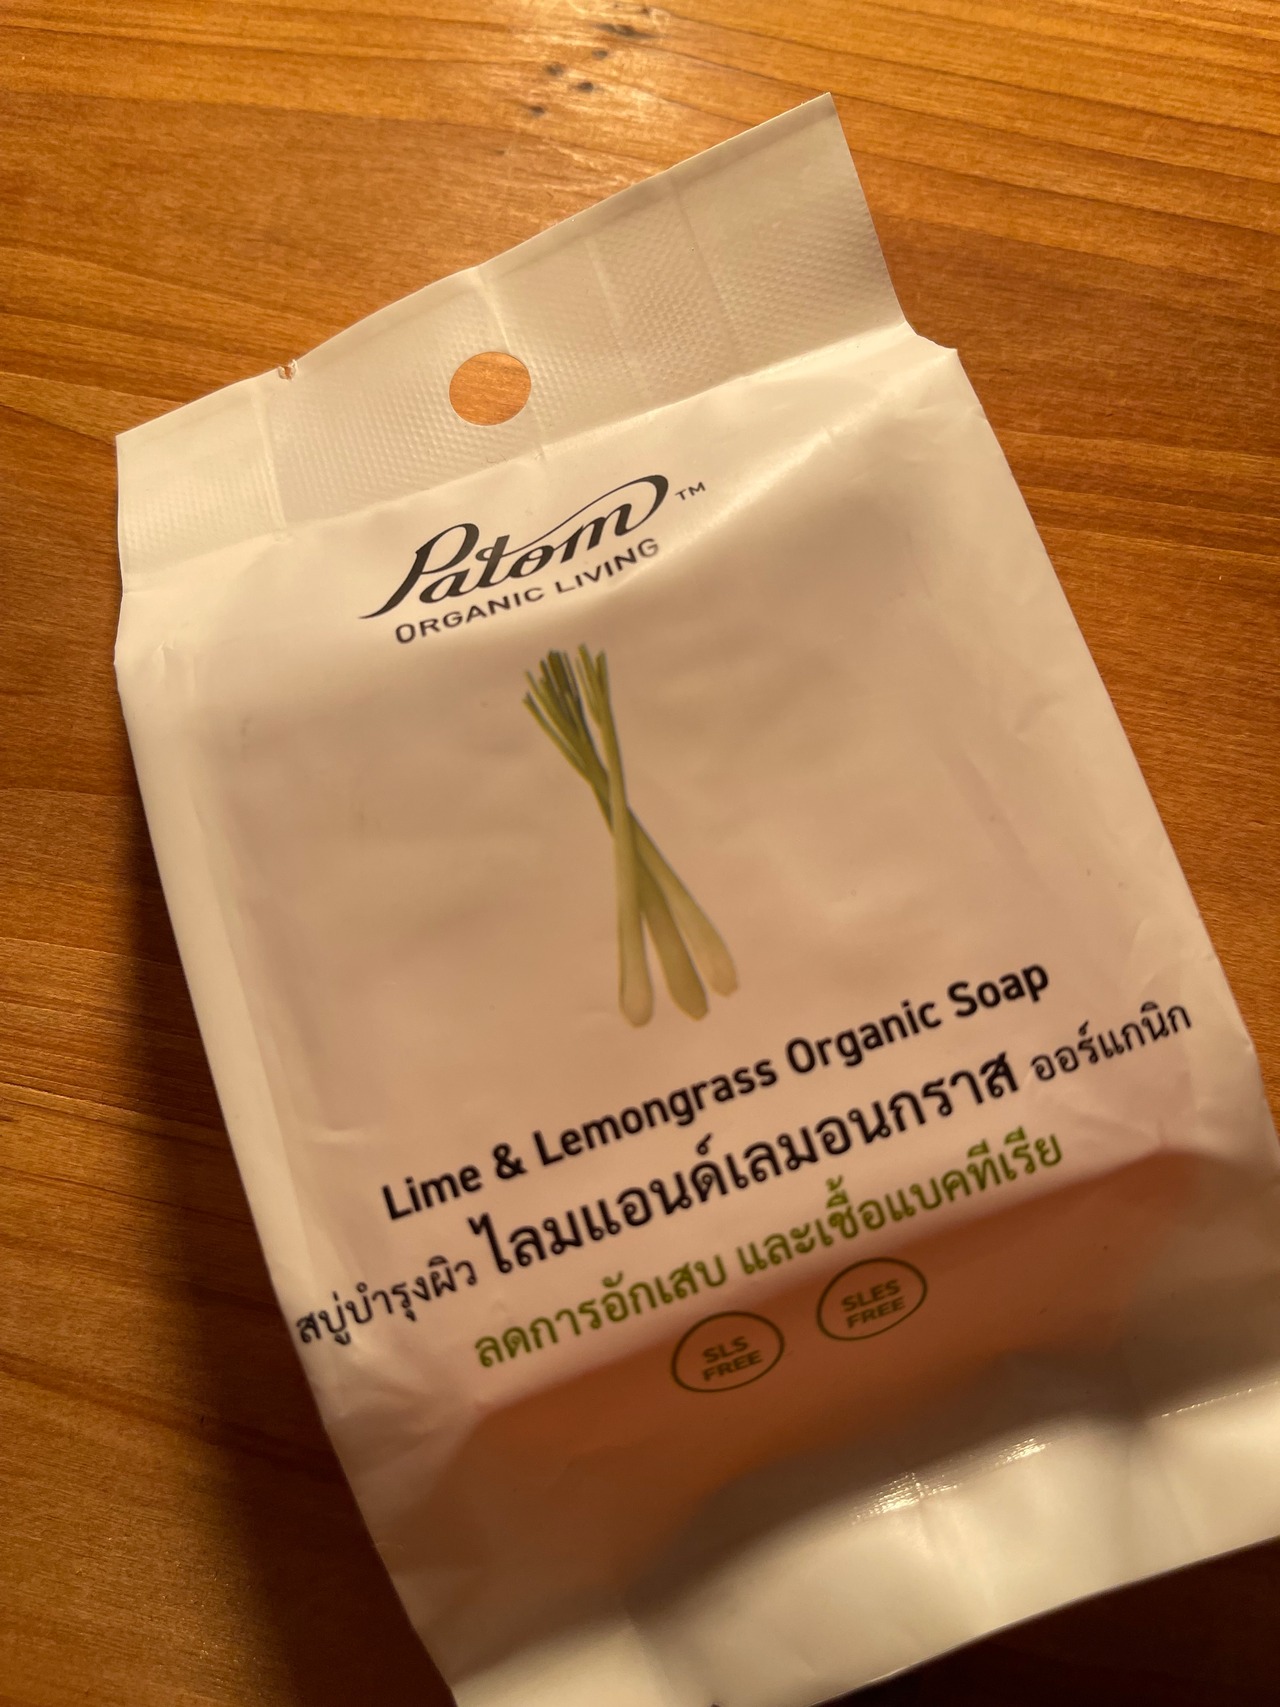 Patom™
ORGANIC LIVING
Lime & Lemongrass Organic Soap
สบู่บำรุงผิว ไลมแอนด์เลมอนกราส ออร์แกนิก
ลดการอักเสบ และเชื้อแบคทีเรีย
SLS
FREE
SLES
FREE